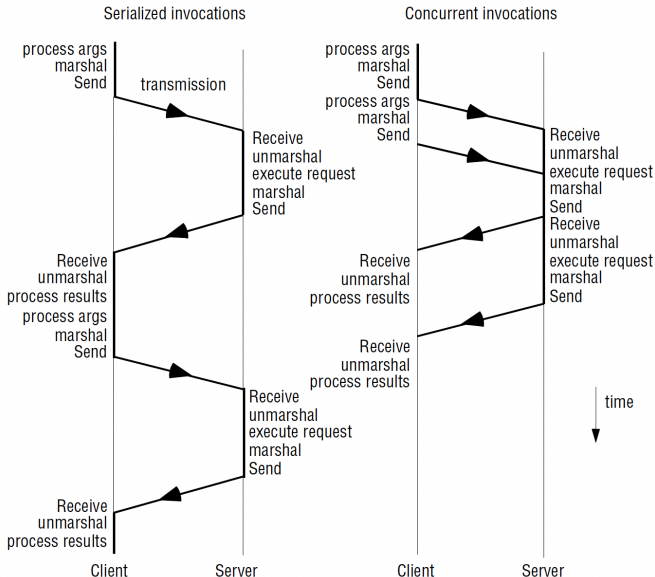 Serialized invocations
process args
marshal
Send
transmission
Receive
unmarshal
execute request
marshal
Send
Receive
unmarshal
process results
process args
marshal
Send
Receive
unmarshal
execute request
marshal
Send
Receive
unmarshal
process results
Client
Server
Concurrent invocations
process args
marshal
Send
process args
marshal
Send
Receive
unmarshal
execute request
marshal
Send
Receive
unmarshal
execute request
marshal
Send
Receive
unmarshal
process results
Receive
unmarshal
process results
time
Client
Server